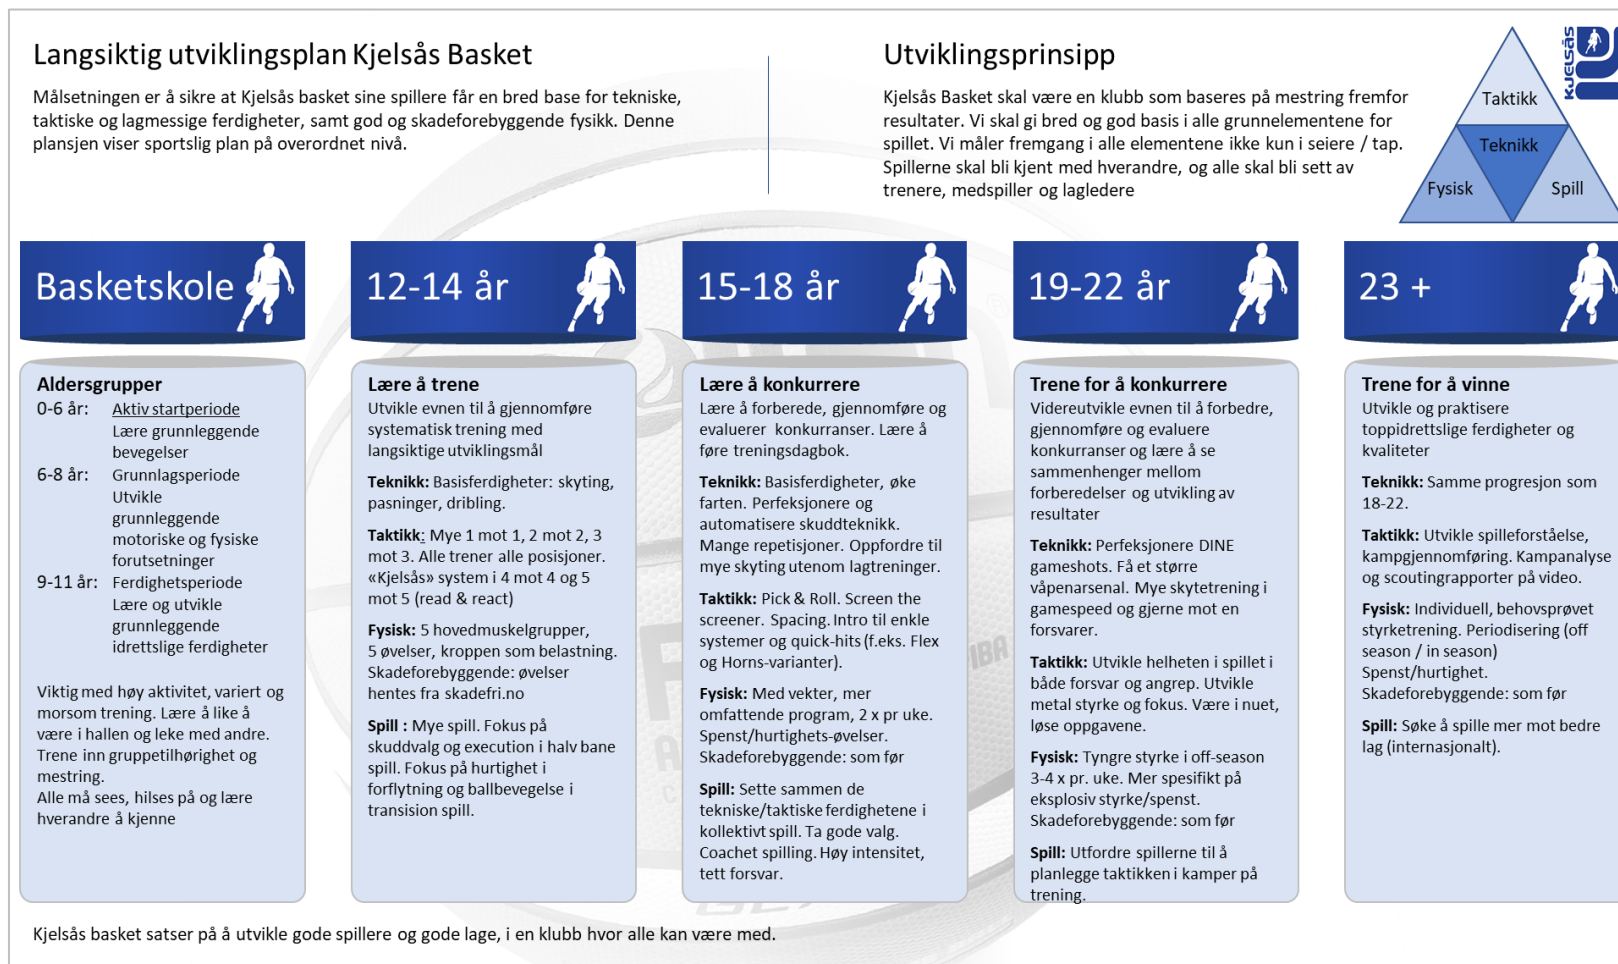 Langsiktig utviklingsplan Kjelsås Basket
Målsetningen er å sikre at Kjelsås basket sine spillere får en bred base for tekniske,
taktiske og lagmessige ferdigheter, samt god og skadeforebyggende fysikk. Denne
plansjen viser sportslig plan på overordnet nivå.
Utviklingsprinsipp
Kjelsås Basket skal være en klubb som baseres på mestring fremfor
resultater. Vi skal gi bred og god basis i alle grunnelementene for
spillet. Vi måler fremgang i alle elementene ikke kun i seiere / tap.
Spillerne skal bli kjent med hverandre, og alle skal bli sett av
trenere, medspiller og lagledere
Taktikk
Teknikk
Fysisk
Spill
KJELSÅS
Basketskole
Aldersgrupper
0-6 år: Aktiv startperiode
Lære grunnleggende
bevegelser
6-8 år: Grunnlagsperiode
Utvikle
grunnleggende
motoriske og fysiske
forutsetninger
9-11 år: Ferdighetsperiode
Lære og utvikle
grunnleggende
idrettslige ferdigheter
Viktig med høy aktivitet, variert og
morsom trening. Lære å like å
være i hallen og leke med andre.
Trene inn gruppetilhørighet og
mestring.
Alle må sees, hilses på og lære
hverandre å kjenne
12-14 år
Lære å trene
Utvikle evnen til å gjennomføre
systematisk trening med
langsiktige utviklingsmål
Teknikk: Basisferdigheter: skyting,
pasninger, dribling.
Taktikk: Mye 1 mot 1, 2 mot 2, 3
mot 3. Alle trener alle posisjoner.
«Kjelsås» system i 4 mot 4 og 5
mot 5 (read & react)
Fysisk: 5 hovedmuskelgrupper,
5 øvelser, kroppen som belastning.
Skadeforebyggende: øvelser
hentes fra skadefri.no
Spill : Mye spill. Fokus på
skuddvalg og execution i halv bane
spill. Fokus på hurtighet i
forflytning og ballbevegelse i
transision spill.
15-18 år
Lære å konkurrere
Lære å forberede, gjennomføre og
evaluerer konkurranser. Lære å
føre treningsdagbok.
Teknikk: Basisferdigheter, øke
farten. Perfeksjonere og
automatisere skuddteknikk.
Mange repetisjoner. Oppfordre til
mye skyting utenom lagtreninger.
Taktikk: Pick & Roll. Screen the
screener. Spacing. Intro til enkle
systemer og quick-hits (f.eks. Flex
og Horns-varianter).
Fysisk: Med vekter, mer
omfattende program, 2 x pr uke.
Spenst/hurtighets-øvelser.
Skadeforebyggende: som før
Spill: Sette sammen de
tekniske/taktiske ferdighetene i
kollektivt spill. Ta gode valg.
Coachet spilling. Høy intensitet,
tett forsvar.
19-22 år
Trene for å konkurrere
Videreutvikle evnen til å forbedre,
gjennomføre og evaluere
konkurranser og lære å se
sammenhenger mellom
forberedelser og utvikling av
resultater
Teknikk: Perfeksjonere DINE
gameshots. Få et større
våpenarsenal. Mye skytetrening i
gamespeed og gjerne mot en
forsvarer.
Taktikk: Utvikle helheten i spillet i
både forsvar og angrep. Utvikle
metal styrke og fokus. Være i nuet,
løse oppgavene.
Fysisk: Tyngre styrke i off-season
3-4 x pr. uke. Mer spesifikt på
eksplosiv styrke/spenst.
Skadeforebyggende: som før
Spill: Utfordre spillerne til å
planlegge taktikken i kamper på
trening.
23 +
Trene for å vinne
Utvikle og praktisere
toppidrettslige ferdigheter og
kvaliteter
Teknikk: Samme progresjon som
18-22.
Taktikk: Utvikle spilleforståelse,
kampgjennomføring. Kampanalyse
og scoutingrapporter på video.
Fysisk: Individuell, behovsprøvet
styrketrening. Periodisering (off
season / in season)
Spenst/hurtighet.
Skadeforebyggende: som før
Spill: Søke å spille mer mot bedre
lag (internasjonalt).
FIBA
Kjelsås basket satser på å utvikle gode spillere og gode lage, i en klubb hvor alle kan være med.